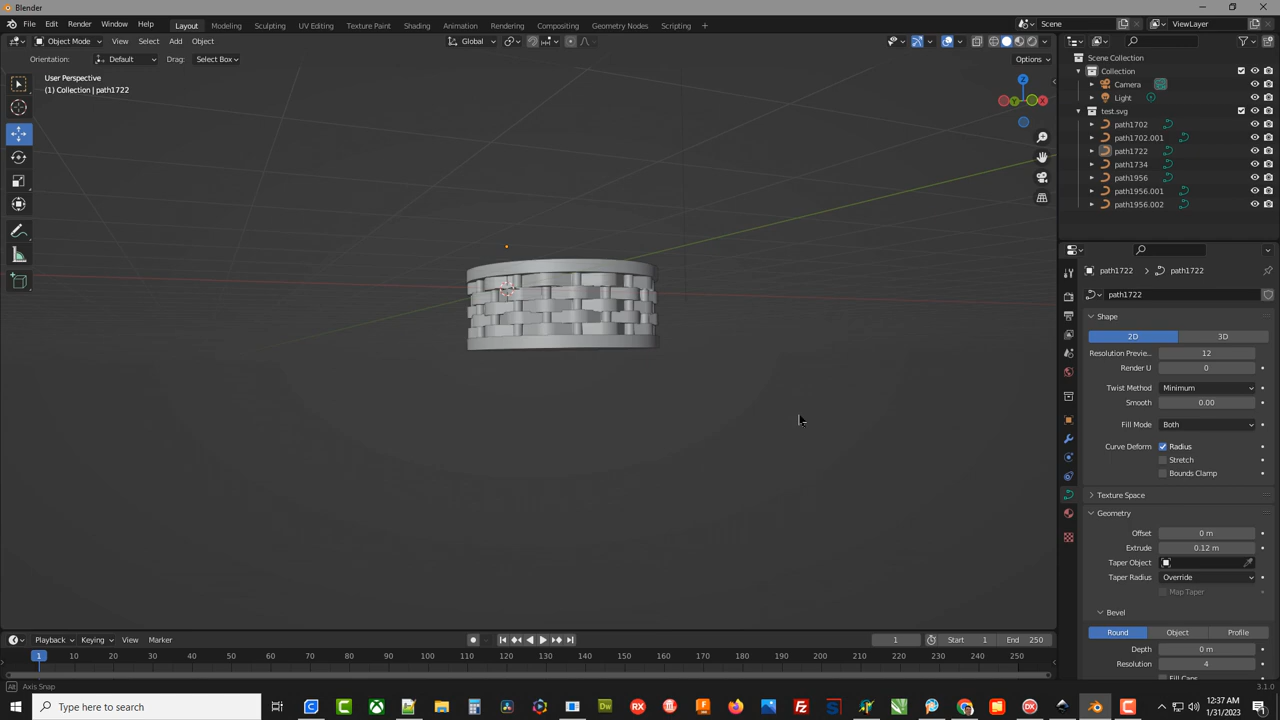 Blender
File Edit Render Window Help Layout Modeling Sculpting UV Editing Texture Paint Shading Animation Rendering Compositing Geometry Nodes Scripting + Scene ViewLayer
Object Mode View Select Add Object Global
Orientation: Default Drag: Select Box Options
User Perspective
(1) Collection | path1722
Z
Y
X
Scene Collection
Collection
Camera
Light
test.svg
path1702
path1702.001
path1722
path1734
path1956
path1956.001
path1956.002
path1722 path1722
path1722
Shape
2D 3D
Resolution Previe... 12
Render U 0
Twist Method Minimum
Smooth 0.00
Fill Mode Both
Curve Deform Radius
Stretch
Bounds Clamp
Texture Space
Geometry
Offset 0 m
Extrude 0.12 m
Taper Object
Taper Radius Override
Map Taper
Bevel
Round Object Profile
Depth 0 m
Resolution 4
Fill Caps
Playback Keying View Marker 1 Start 1 End 250
1 10 20 30 40 50 60 70 80 90 100 110 120 130 140 150 160 170 180 190 200 210 220 230 240 250
Axis Snap 3.1.0
Type here to search
12:37 AM
1/31/2023